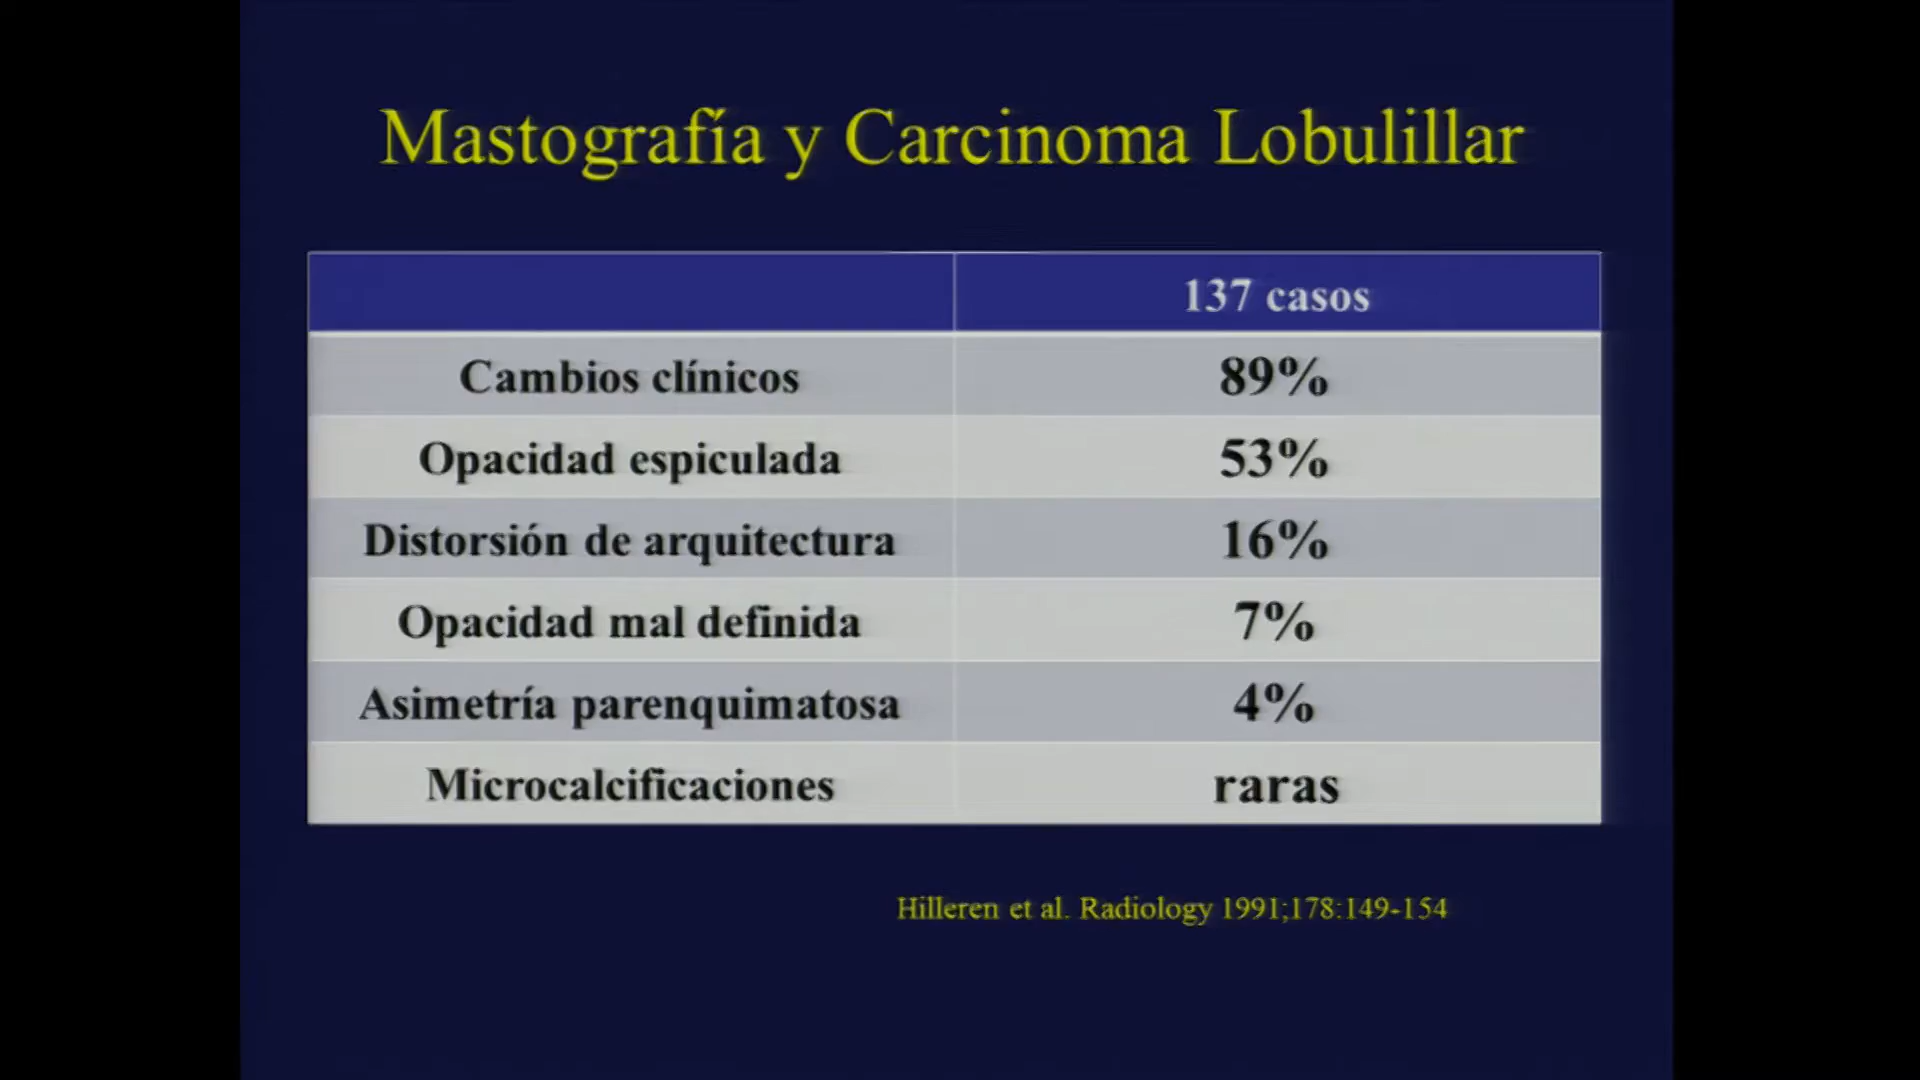 Mastografía y Carcinoma Lobulillar
137 casos
Cambios clínicos 89%
Opacidad espiculada 53%
Distorsión de arquitectura 16%
Opacidad mal definida 7%
Asimetría parenquimatosa 4%
Microcalcificaciones raras
Hilleren et al. Radiology 1991;178:149-154